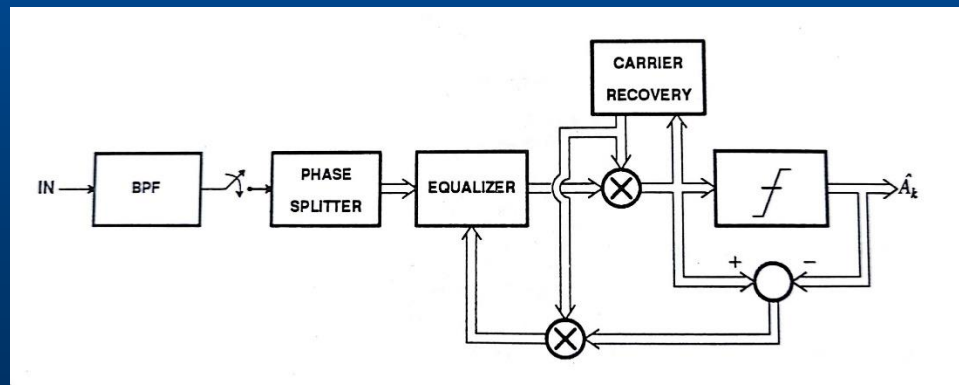 CARRIER
RECOVERY
IN
BPF
PHASE
SPLITTER
EQUALIZER
Â_k
+
−